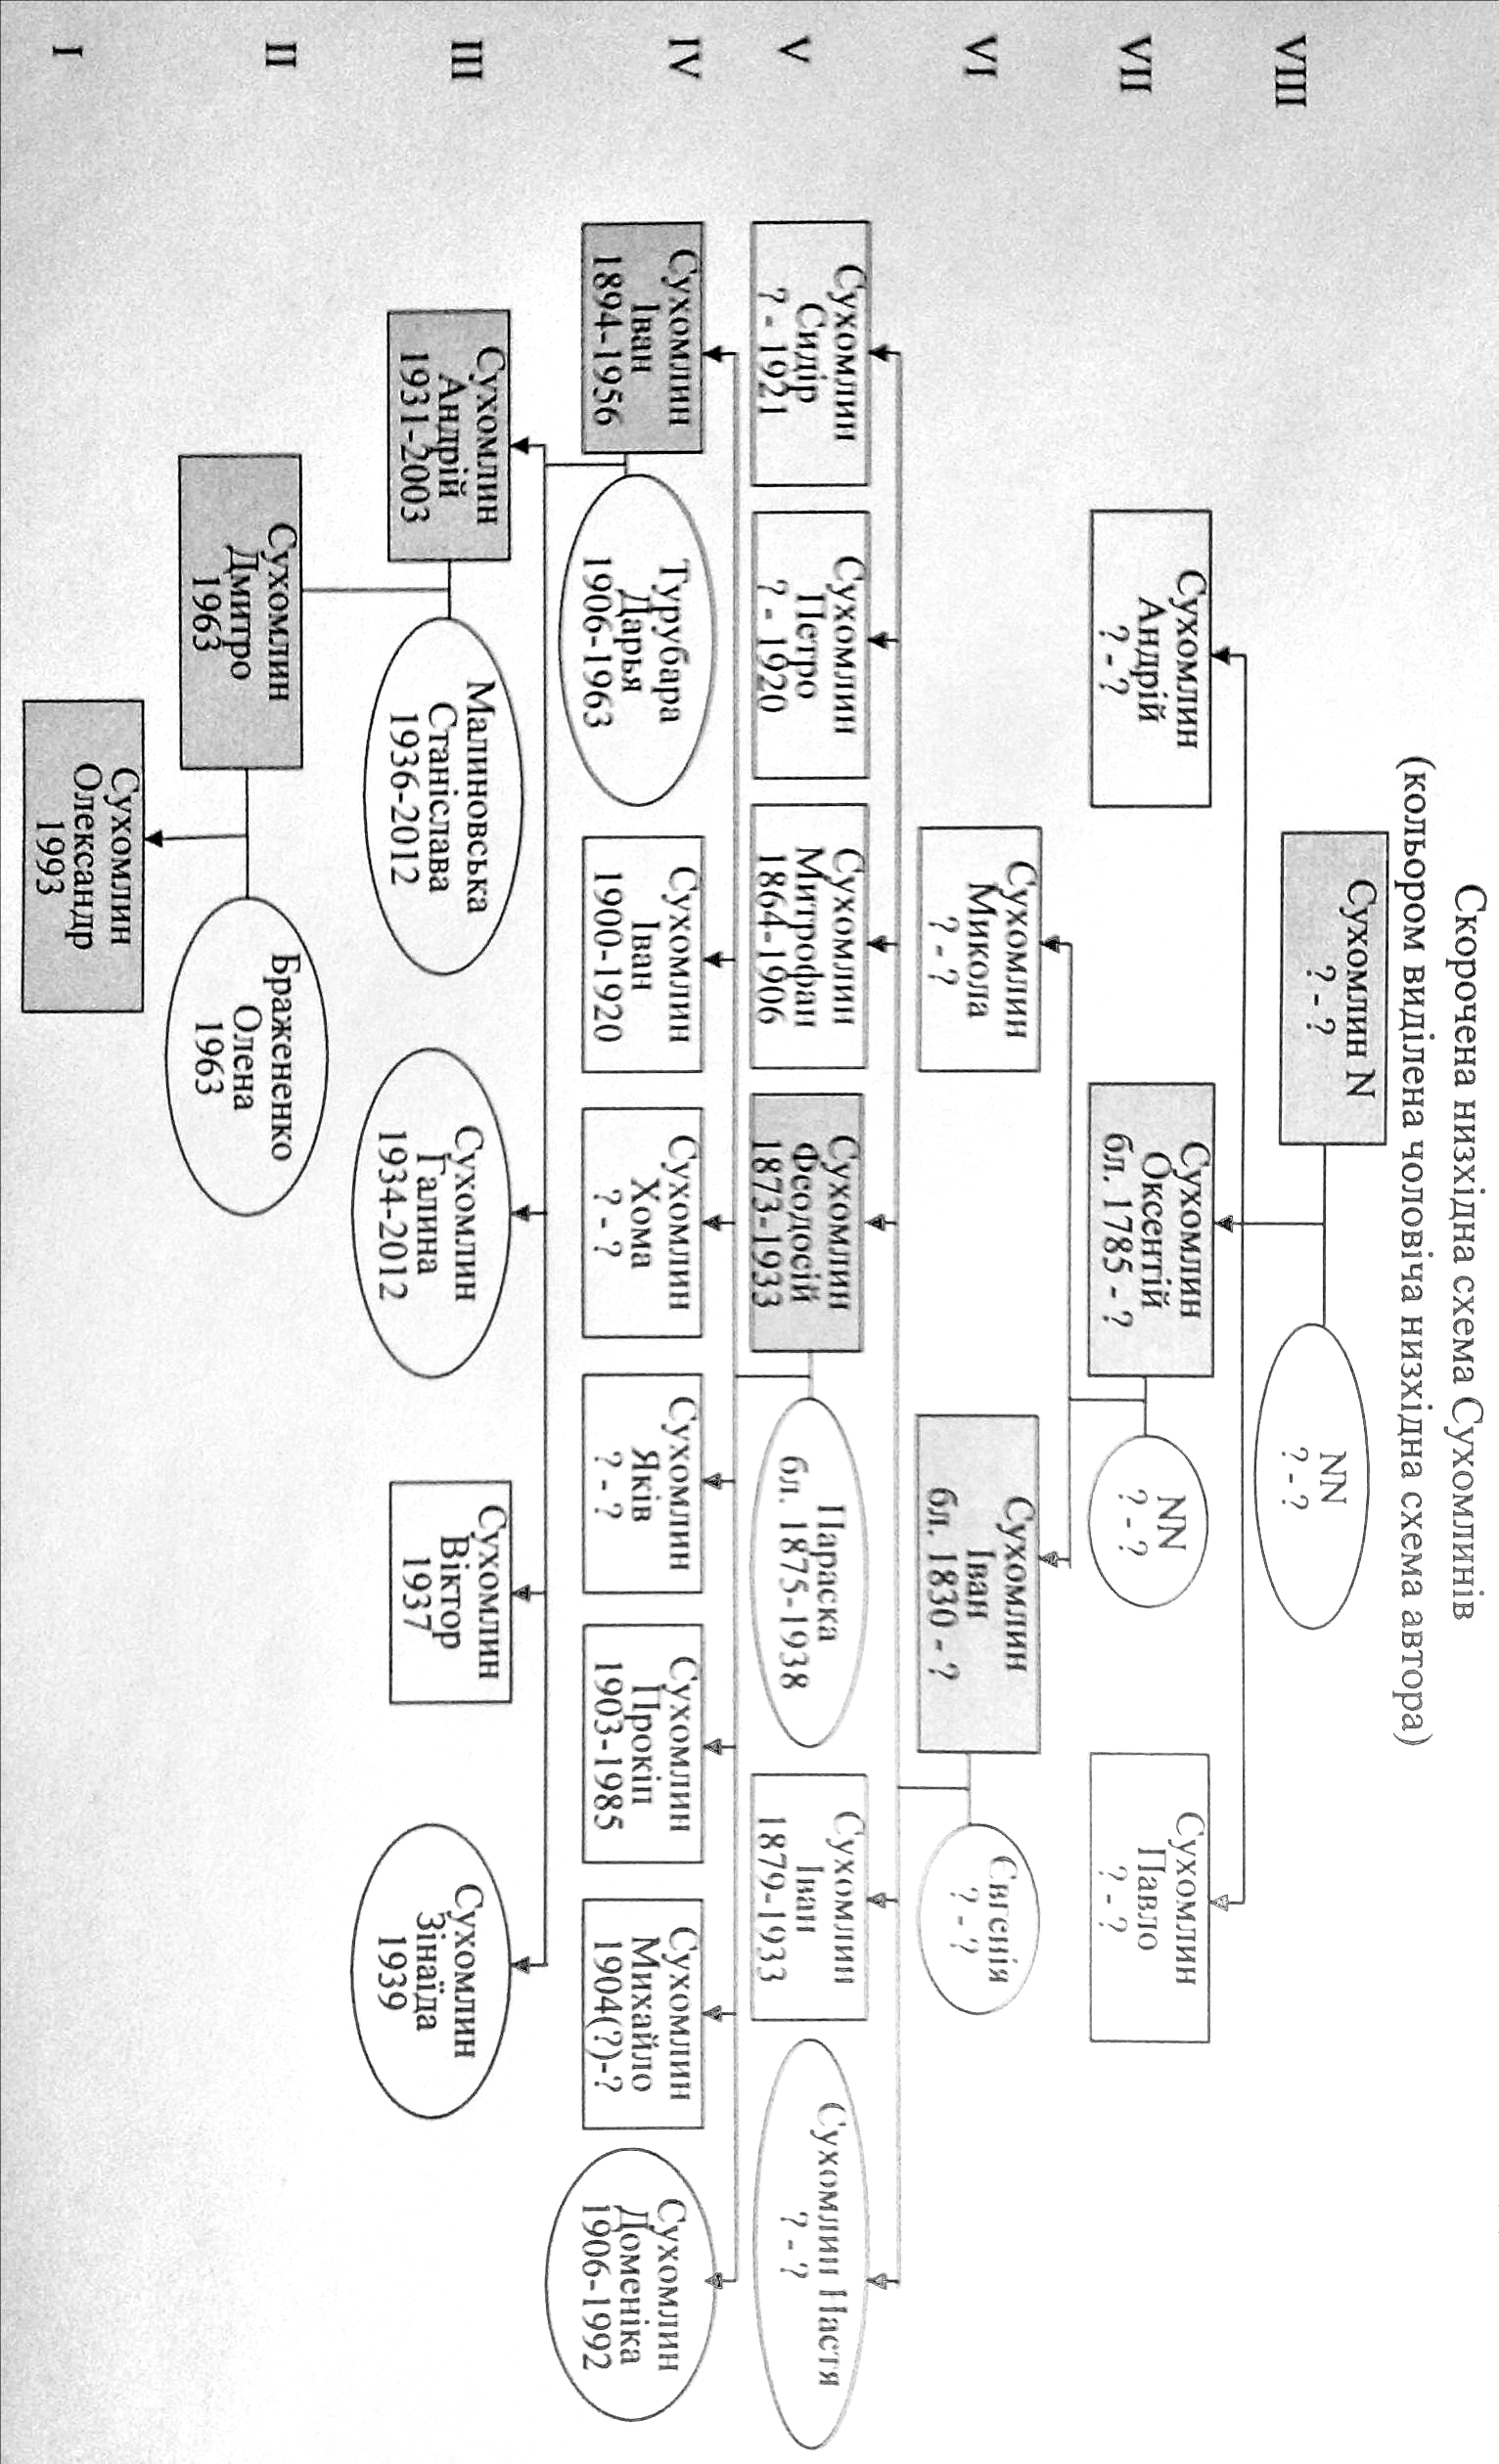 Скорочена низхідна схема Сухомлинів
(кольором виділена чоловіча низхідна схема автора)
VIII
Сухомлин N
? - ?
NN
? - ?
VII
Сухомлин
Андрій
? - ?
Сухомлин
Оксентій
бл. 1785 - ?
NN
? - ?
Сухомлин
Павло
? - ?
VI
Сухомлин
Микола
? - ?
Сухомлин
Іван
бл. 1830 - ?
Євгенія
? - ?
V
Сухомлин
Сидір
? - 1921
Сухомлин
Петро
? - 1920
Сухомлин
Митрофан
1864-1906
Сухомлин
Феодосій
1873-1933
Параска
бл. 1875-1938
Сухомлин
Іван
1879-1933
Сухомлин Настя
? - ?
IV
Сухомлин
Іван
1894-1956
Турубара
Дарья
1906-1963
Сухомлин
Іван
1900-1920
Сухомлин
Хома
? - ?
Сухомлин
Яків
? - ?
Сухомлин
Прокіп
1903-1985
Сухомлин
Михайло
1904(?)-?
Сухомлин
Доменіка
1906-1992
III
Сухомлин
Андрій
1931-2003
Малиновська
Станіслава
1936-2012
Сухомлин
Галина
1934-2012
Сухомлин
Віктор
1937
Сухомлин
Зінаїда
1939
II
Сухомлин
Дмитро
1963
Бражененко
Олена
1963
I
Сухомлин
Олександр
1993